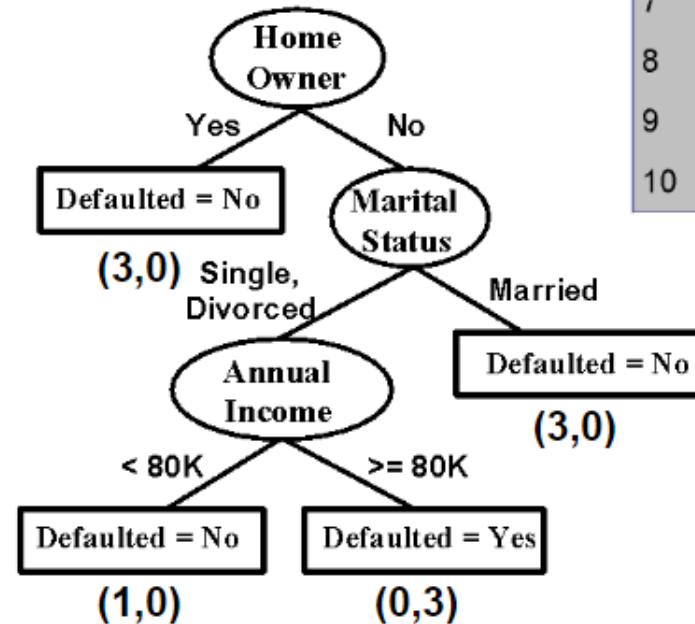 Home
Owner
7
8
9
10
Yes
No
Defaulted = No
(3,0)
Marital
Status
Single,
Divorced
Married
Annual
Income
Defaulted = No
(3,0)
< 80K
>= 80K
Defaulted = No
(1,0)
Defaulted = Yes
(0,3)